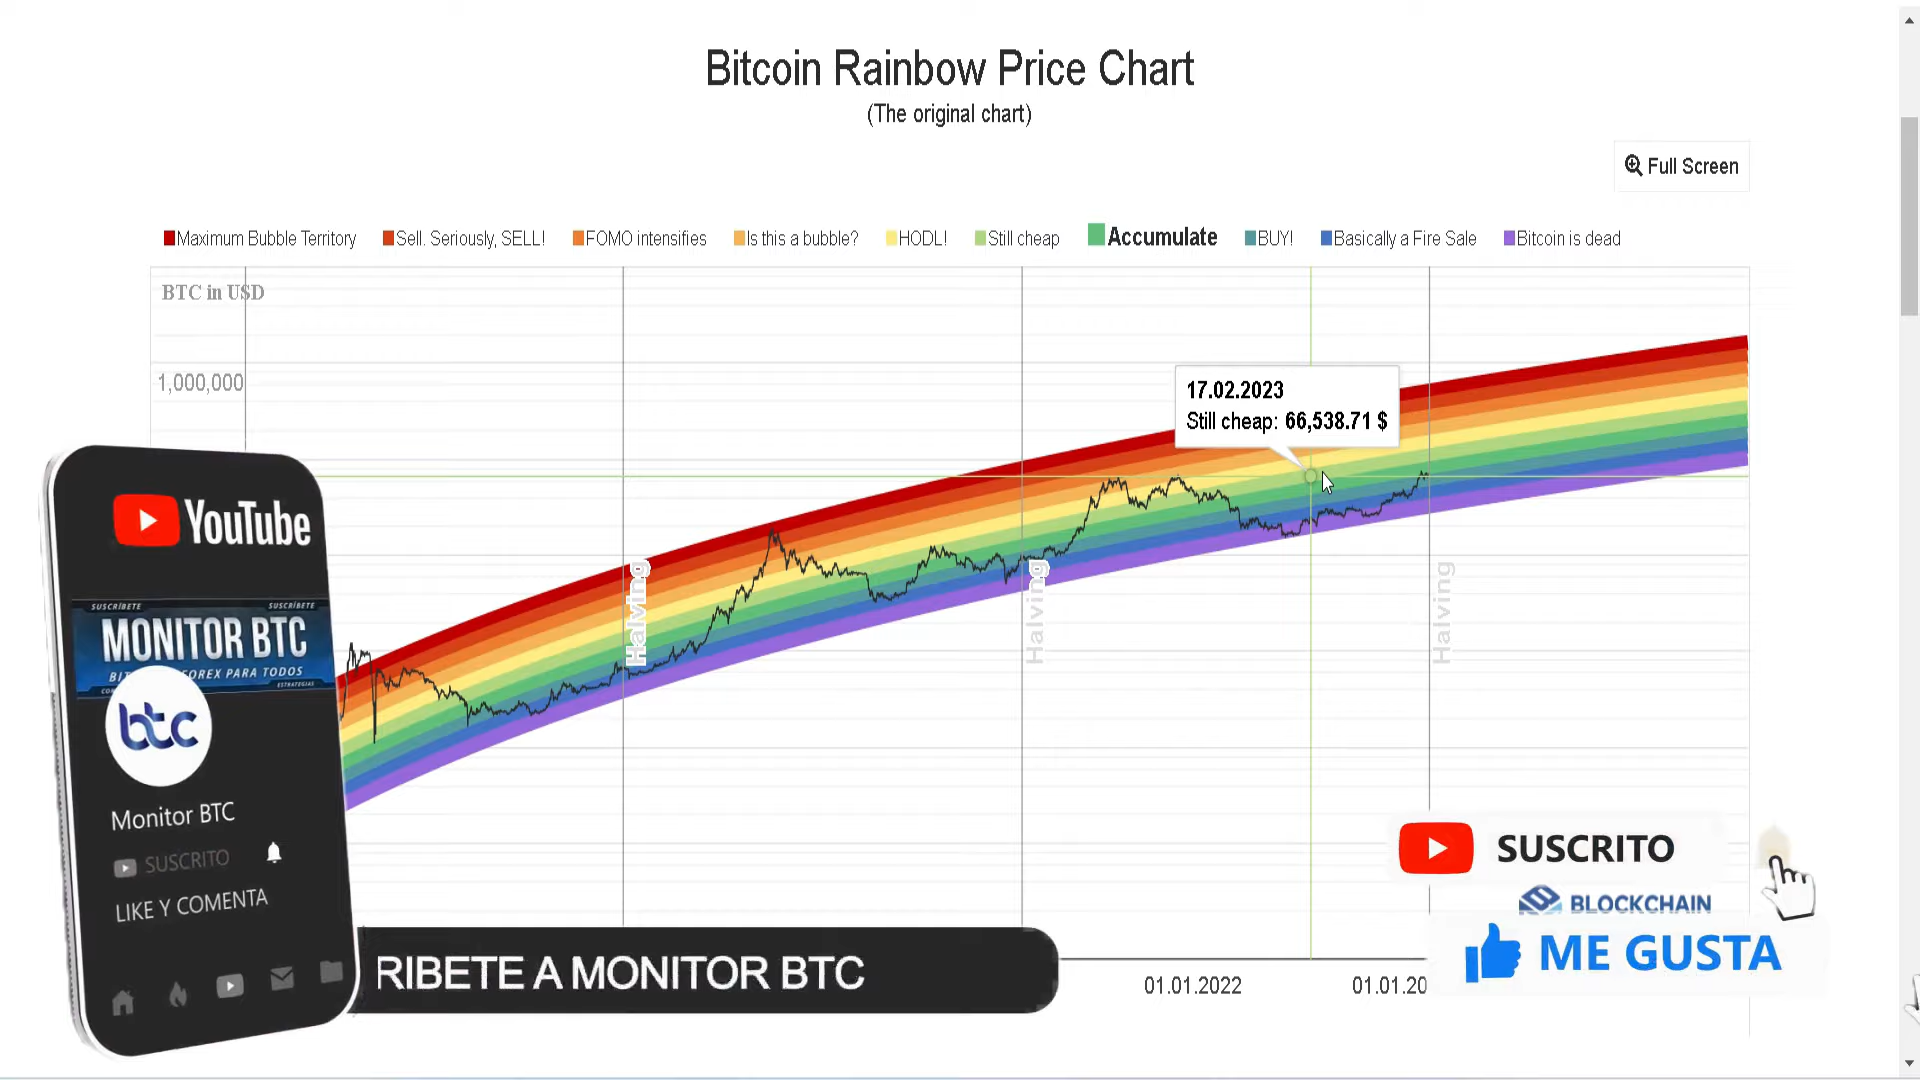 Bitcoin Rainbow Price Chart
(The original chart)
Full Screen
Maximum Bubble Territory Sell. Seriously, SELL! FOMO intensifies Is this a bubble? HODL! Still cheap Accumulate BUY! Basically a Fire Sale Bitcoin is dead
BTC in USD
1,000,000
17.02.2023
Still cheap: 66,538.71 $
Halving
Halving
Halving
YouTube
SUSCRÍBETE SUSCRÍBETE
MONITOR BTC
FOREX PARA TODOS
ESTRATEGIAS
btc
Monitor BTC
SUSCRITO
LIKE Y COMENTA
RIBETE A MONITOR BTC
01.01.2022 01.01.20
SUSCRITO
BLOCKCHAIN
ME GUSTA